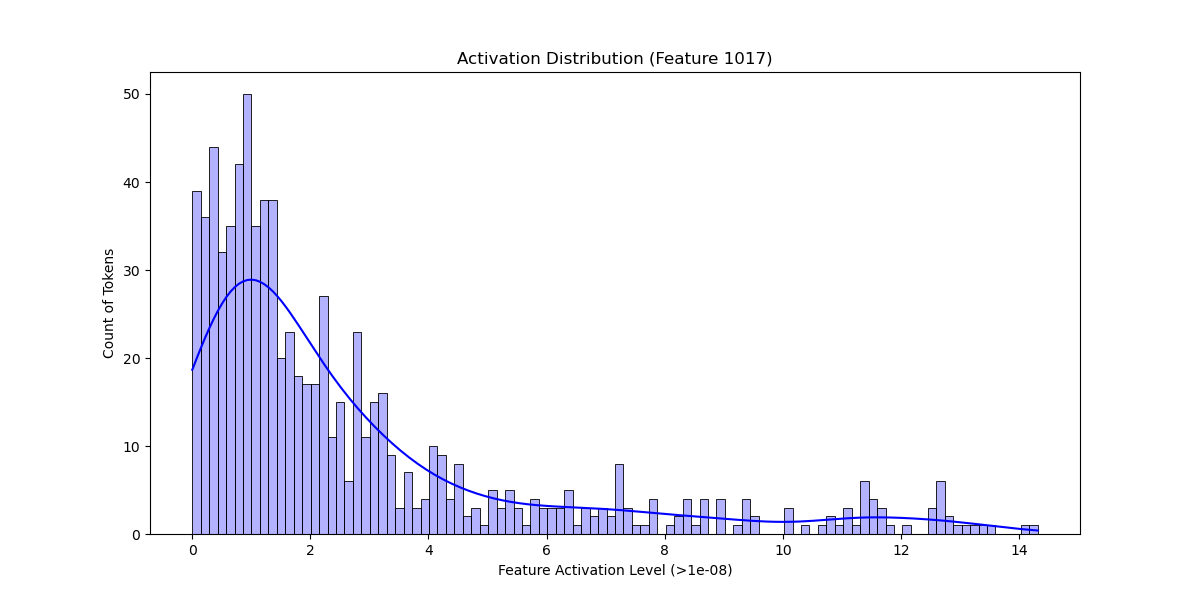 Activation Distribution (Feature 1017)
50
40
30
20
10
0
Count of Tokens
0 2 4 6 8 10 12 14
Feature Activation Level (>1e-08)